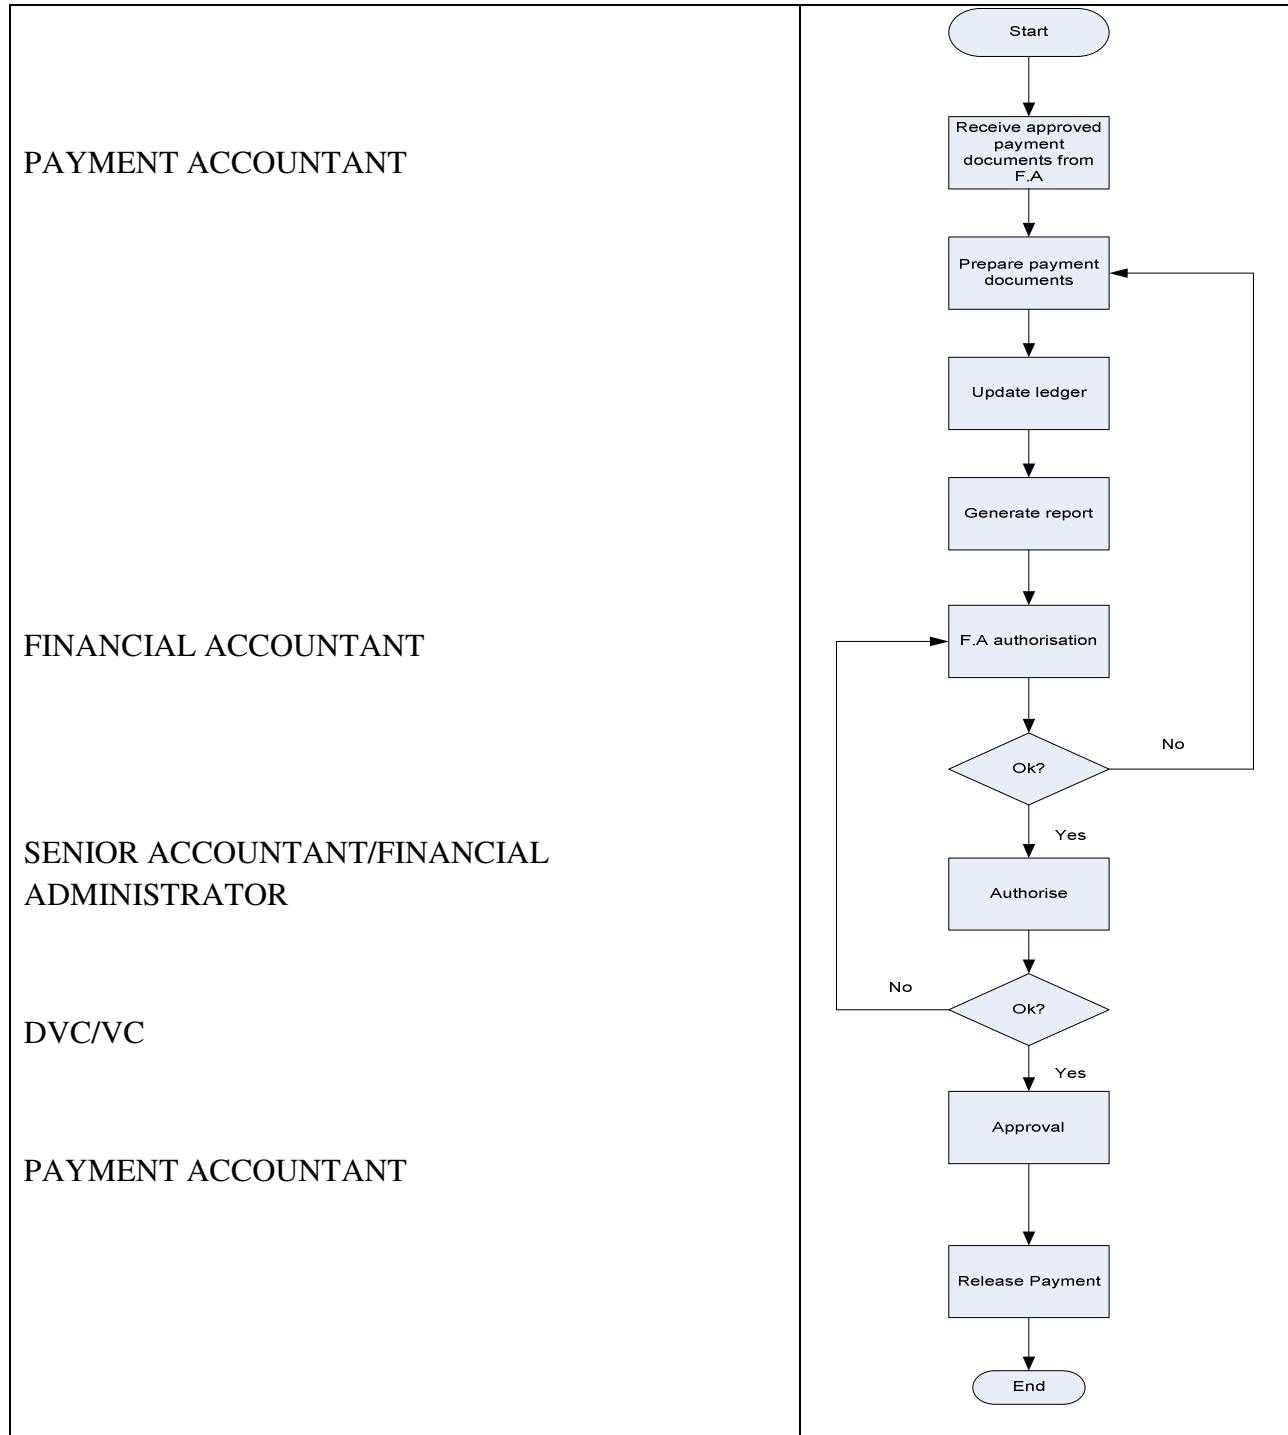 PAYMENT ACCOUNTANT
FINANCIAL ACCOUNTANT
SENIOR ACCOUNTANT/FINANCIAL
ADMINISTRATOR
DVC/VC
PAYMENT ACCOUNTANT
Start
Receive approved
payment
documents from
F.A
Prepare payment
documents
Update ledger
Generate report
F.A authorisation
Ok?
No
Yes
Authorise
Ok?
No
Yes
Approval
Release Payment
End